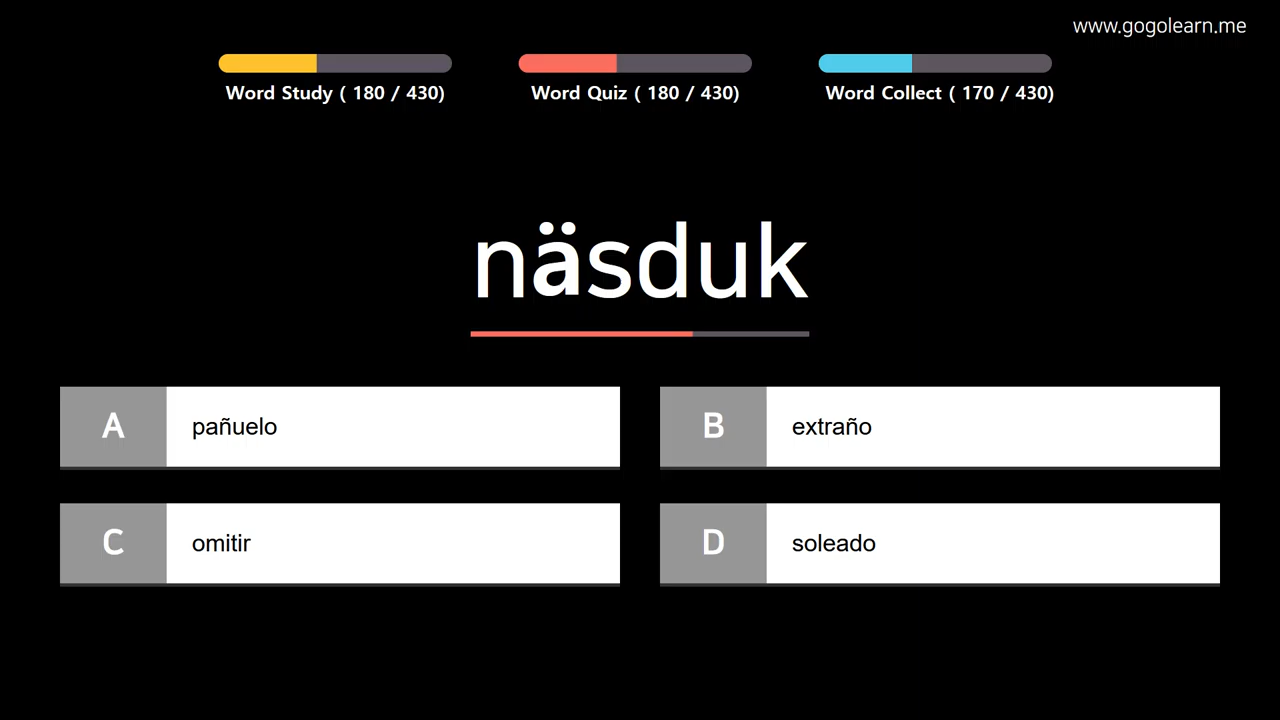 www.gogolearn.me
Word Study ( 180 / 430)
Word Quiz ( 180 / 430)
Word Collect ( 170 / 430)
näsduk
A pañuelo
B extraño
C omitir
D soleado